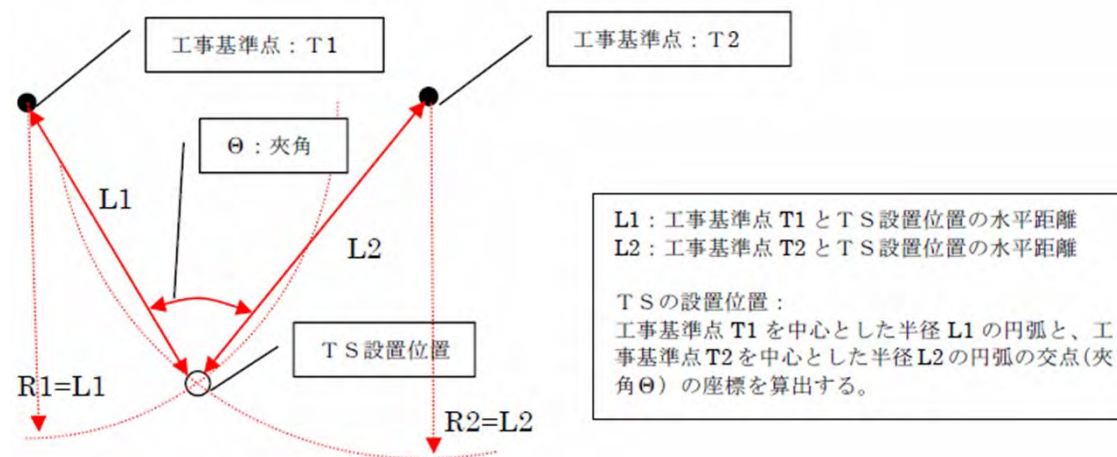 工事基準点：T1
工事基準点：T2
Θ：夾角
L1
L2
TS設置位置
R1=L1
R2=L2
L1：工事基準点 T1 とTS設置位置の水平距離
L2：工事基準点 T2 とTS設置位置の水平距離
TSの設置位置：
工事基準点 T1 を中心とした半径 L1 の円弧と、工
事基準点T2を中心とした半径L2の円弧の交点(夾
角Θ）の座標を算出する。